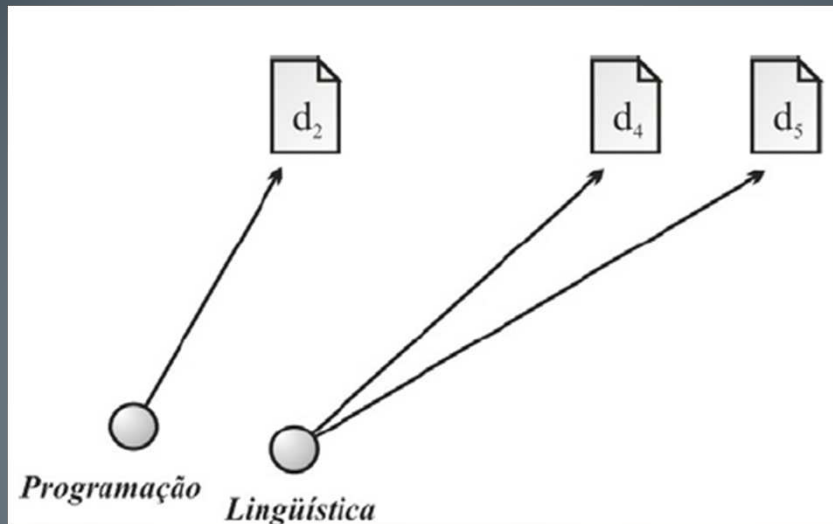 d₂
d₄
d₅
Programação
Lingüística